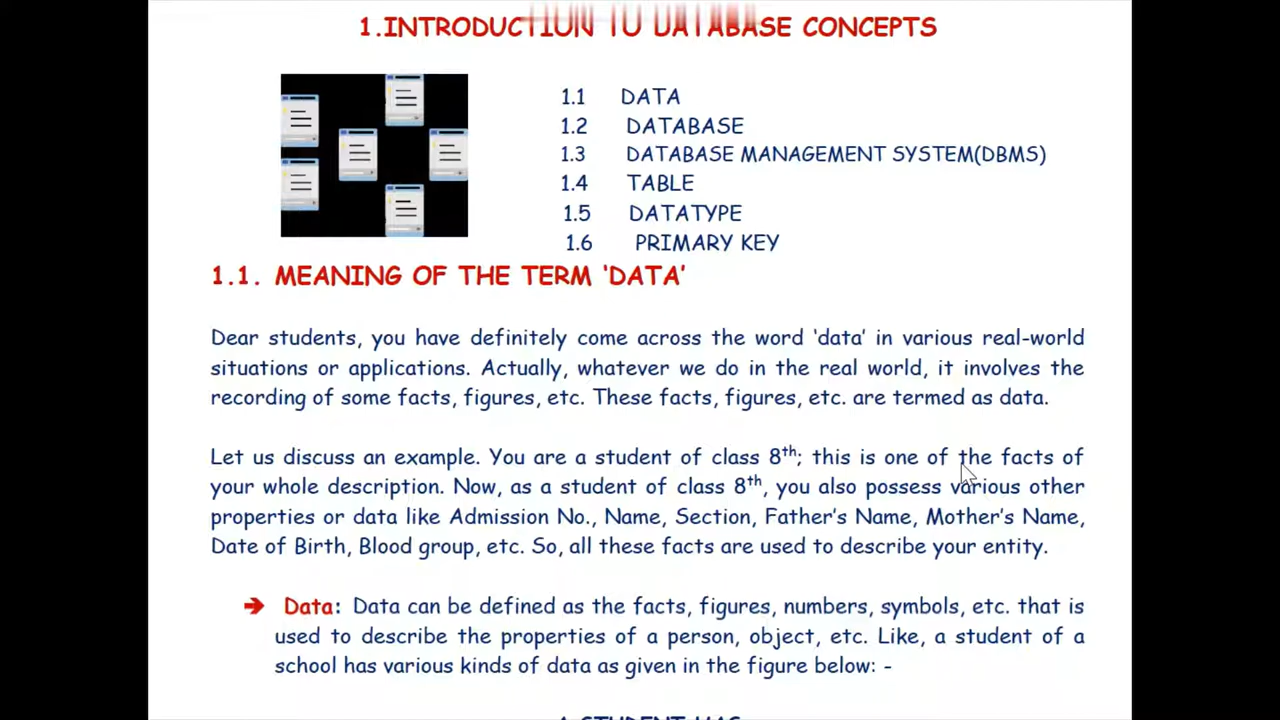 1.INTRODUCTION TO DATABASE CONCEPTS
1.1 DATA
1.2 DATABASE
1.3 DATABASE MANAGEMENT SYSTEM(DBMS)
1.4 TABLE
1.5 DATATYPE
1.6 PRIMARY KEY
1.1. MEANING OF THE TERM ‘DATA’
Dear students, you have definitely come across the word ‘data’ in various real-world
situations or applications. Actually, whatever we do in the real world, it involves the
recording of some facts, figures, etc. These facts, figures, etc. are termed as data.
Let us discuss an example. You are a student of class 8th; this is one of the facts of
your whole description. Now, as a student of class 8th, you also possess various other
properties or data like Admission No., Name, Section, Father’s Name, Mother’s Name,
Date of Birth, Blood group, etc. So, all these facts are used to describe your entity.
➔ Data: Data can be defined as the facts, figures, numbers, symbols, etc. that is
used to describe the properties of a person, object, etc. Like, a student of a
school has various kinds of data as given in the figure below: -
A STUDENT HAS